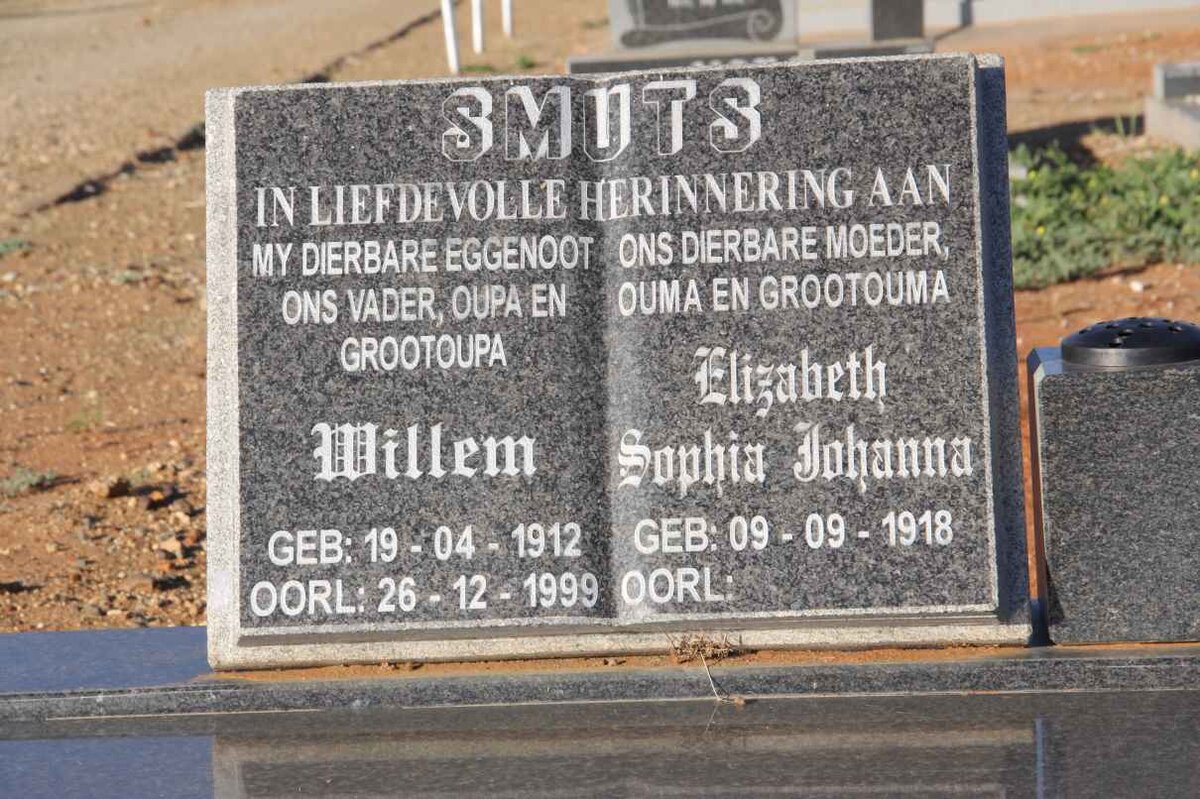 SMUTS
IN LIEFDEVOLLE HERINNERING AAN
MY DIERBARE EGGENOOT
ONS VADER, OUPA EN
GROOTOUPA
Willem
GEB: 19 - 04 - 1912
OORL: 26 - 12 - 1999
ONS DIERBARE MOEDER,
OUMA EN GROOTOUMA
Elizabeth
Sophia Johanna
GEB: 09 - 09 - 1918
OORL: